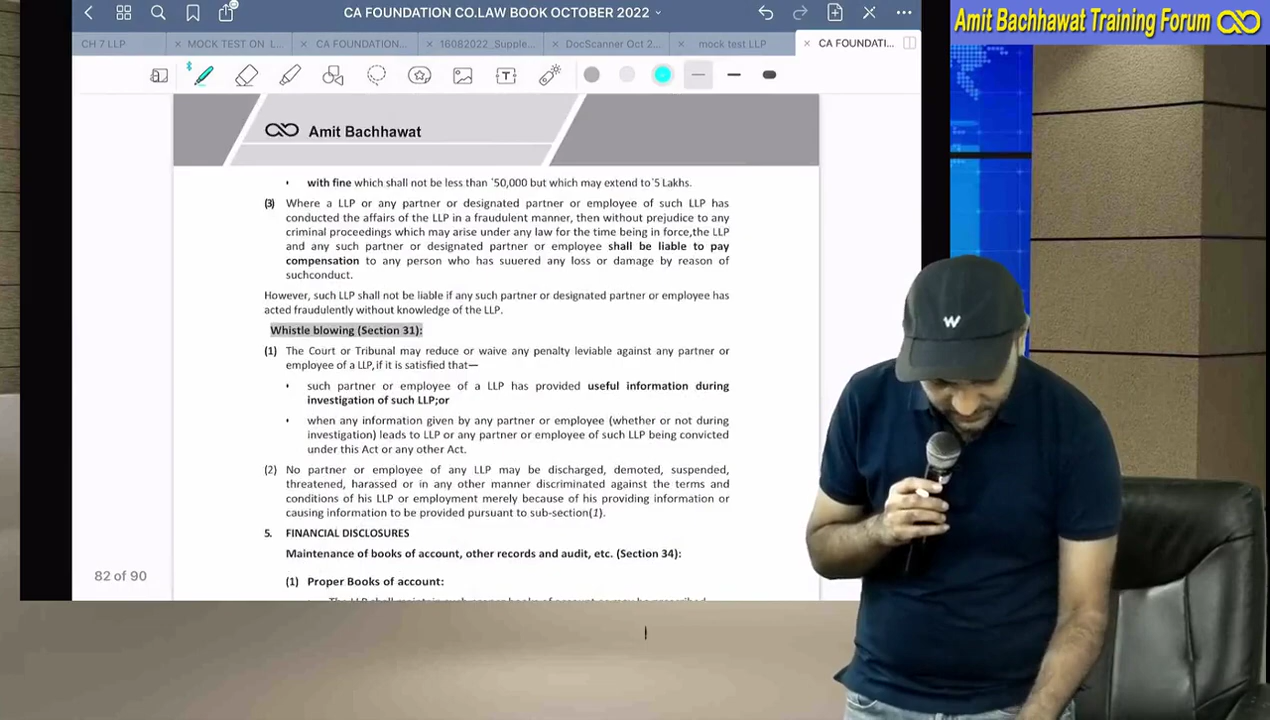 CA FOUNDATION CO.LAW BOOK OCTOBER 2022
Amit Bachhawat Training Forum
CH 7 LLP
MOCK TEST ON L...
CA FOUNDATION...
16082022_Supple...
DocScanner Oct 2...
mock test LLP
CA FOUNDATI...
Amit Bachhawat
• with fine which shall not be less than `50,000 but which may extend to `5 Lakhs.
(3) Where a LLP or any partner or designated partner or employee of such LLP has
conducted the affairs of the LLP in a fraudulent manner, then without prejudice to any
criminal proceedings which may arise under any law for the time being in force,the LLP
and any such partner or designated partner or employee shall be liable to pay
compensation to any person who has suuered any loss or damage by reason of
suchconduct.
However, such LLP shall not be liable if any such partner or designated partner or employee has
acted fraudulently without knowledge of the LLP.
Whistle blowing (Section 31):
(1) The Court or Tribunal may reduce or waive any penalty leviable against any partner or
employee of a LLP, if it is satisfied that—
• such partner or employee of a LLP has provided useful information during
investigation of such LLP;or
• when any information given by any partner or employee (whether or not during
investigation) leads to LLP or any partner or employee of such LLP being convicted
under this Act or any other Act.
(2) No partner or employee of any LLP may be discharged, demoted, suspended,
threatened, harassed or in any other manner discriminated against the terms and
conditions of his LLP or employment merely because of his providing information or
causing information to be provided pursuant to sub-section(1).
5. FINANCIAL DISCLOSURES
Maintenance of books of account, other records and audit, etc. (Section 34):
82 of 90
(1) Proper Books of account:
The LLP shall maintain such proper books of account as may be prescribed
W